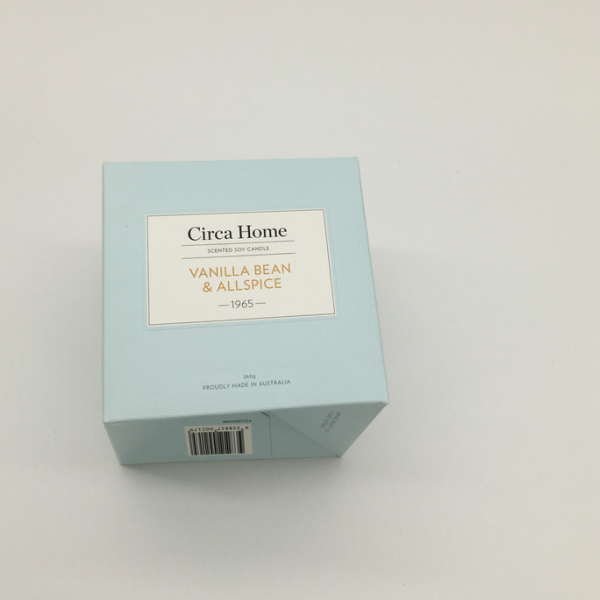 Circa Home
SCENTED SOY CANDLE
VANILLA BEAN
& ALLSPICE
—1965—
260g
PROUDLY MADE IN AUSTRALIA